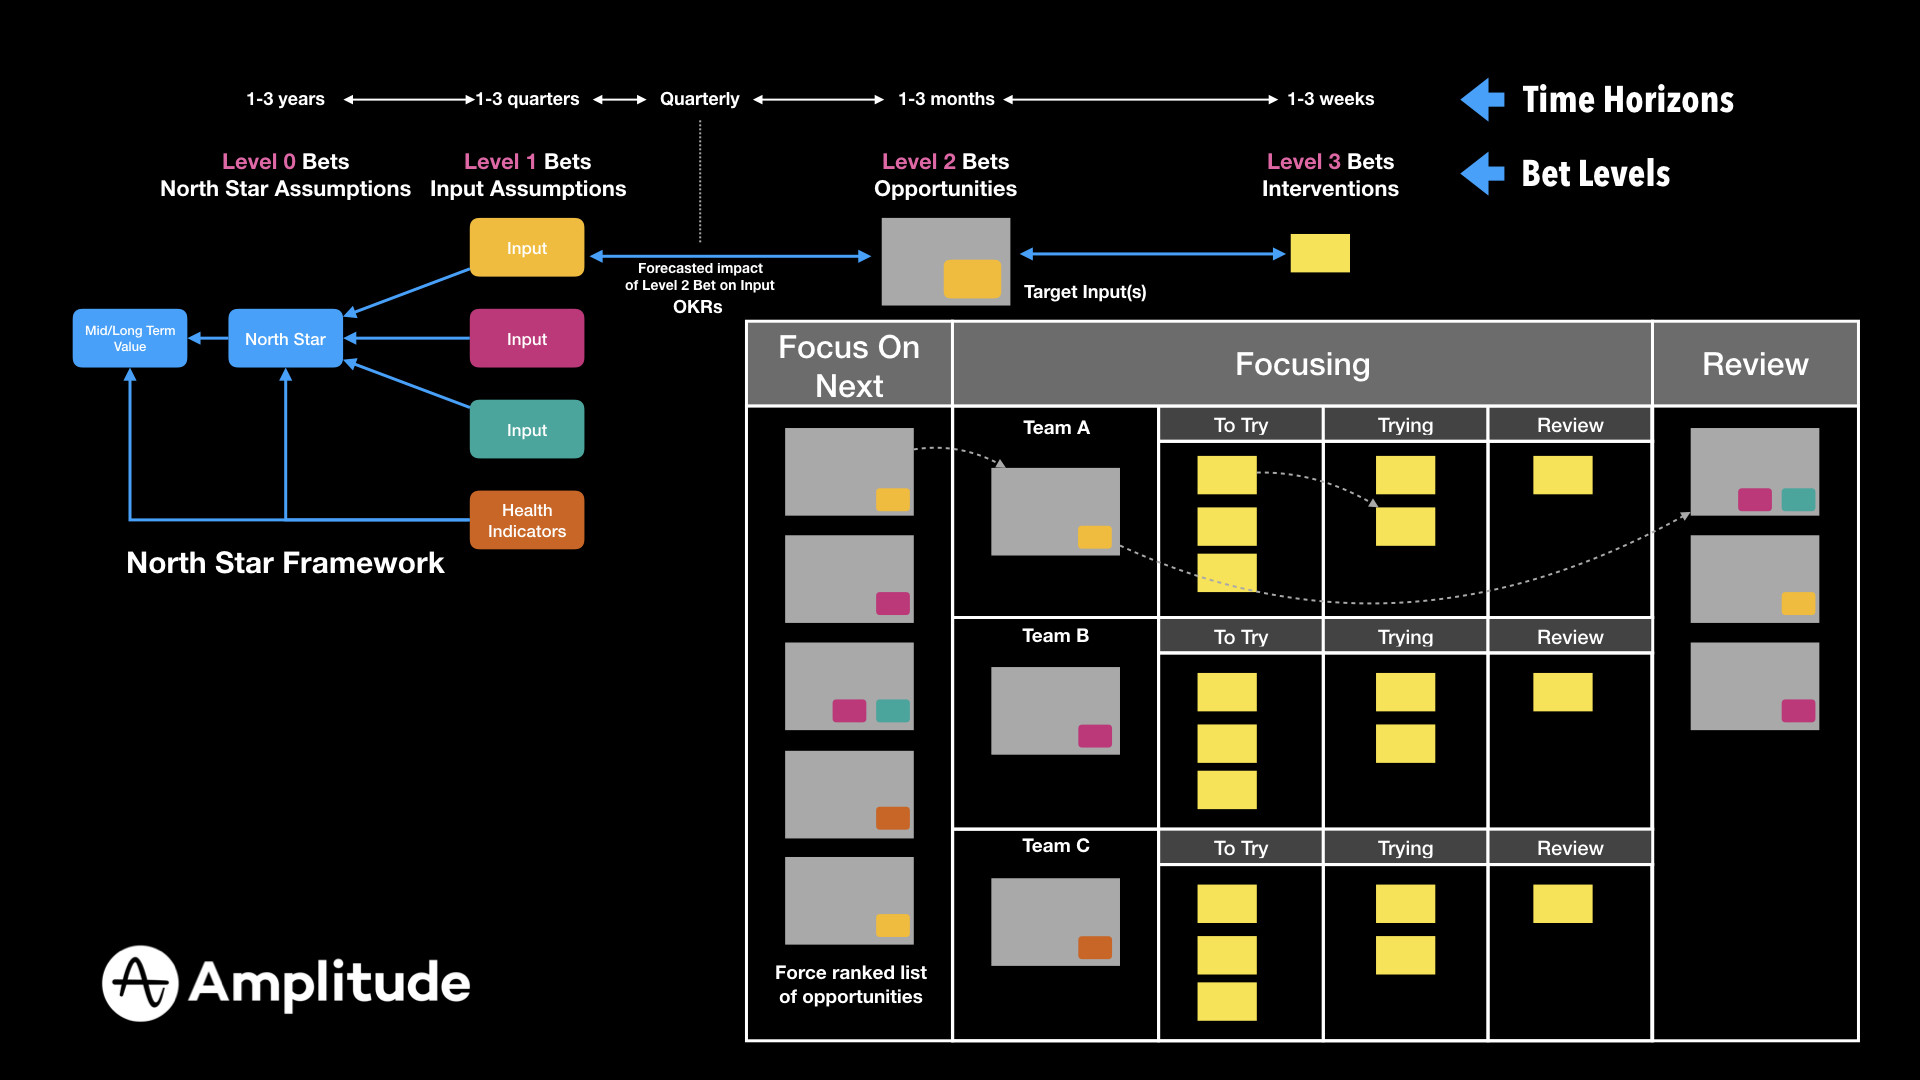 1-3 years
1-3 quarters
Quarterly
1-3 months
1-3 weeks
Time Horizons
Level 0 Bets
North Star Assumptions
Level 1 Bets
Input Assumptions
Level 2 Bets
Opportunities
Level 3 Bets
Interventions
Bet Levels
Input
Forecasted impact
of Level 2 Bet on Input
OKRs
Target Input(s)
Mid/Long Term
Value
North Star
Input
Input
Health
Indicators
North Star Framework
Focus On
Next
Focusing
Review
Team A
To Try
Trying
Review
Team B
To Try
Trying
Review
Team C
To Try
Trying
Review
Force ranked list
of opportunities
Amplitude